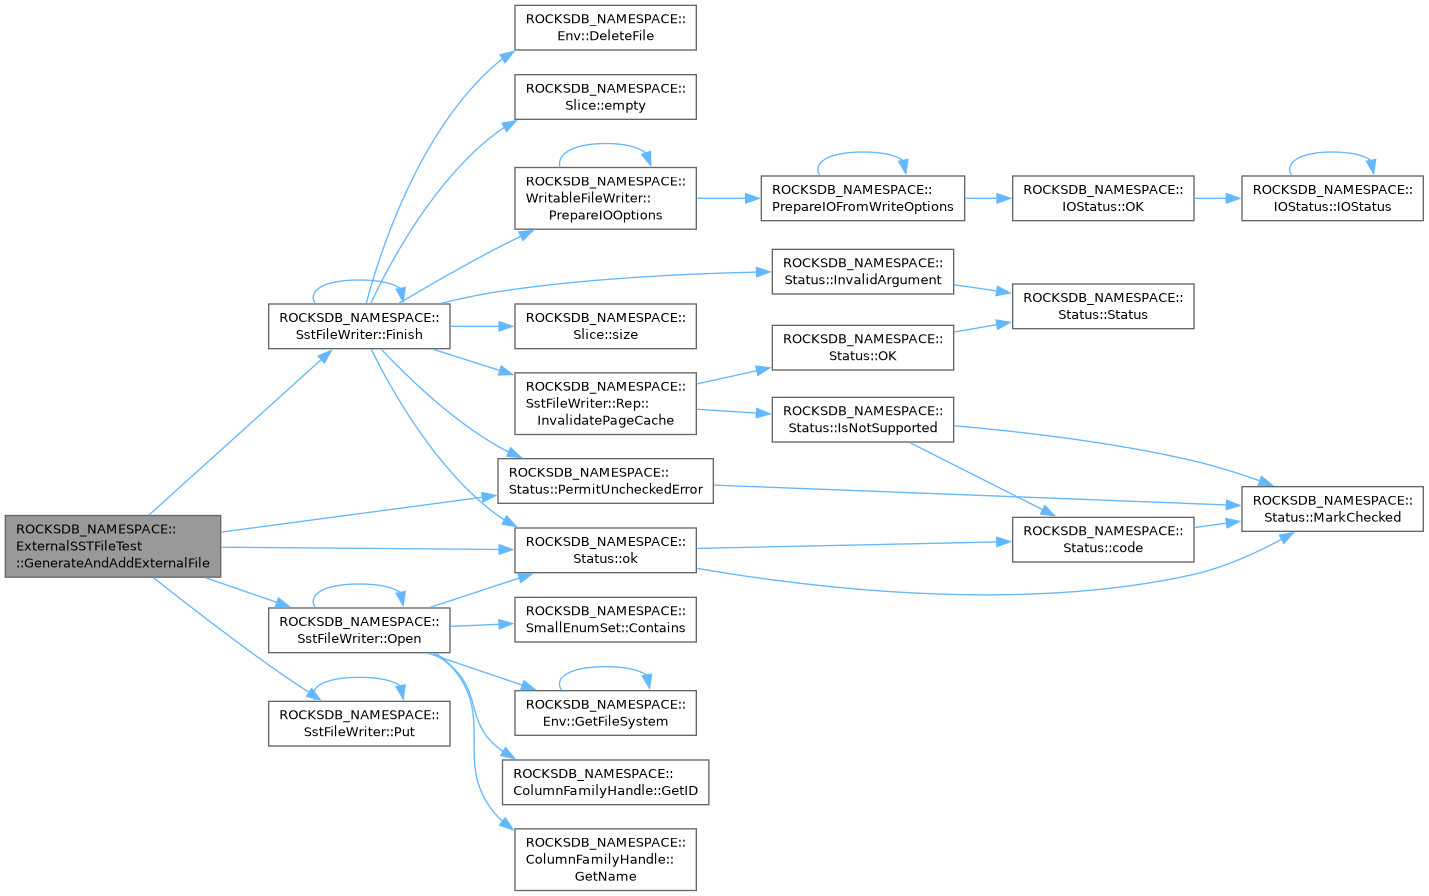 ROCKSDB_NAMESPACE::
ExternalSSTFileTest
::GenerateAndAddExternalFile
ROCKSDB_NAMESPACE::
SstFileWriter::Finish
ROCKSDB_NAMESPACE::
SstFileWriter::Open
ROCKSDB_NAMESPACE::
SstFileWriter::Put
ROCKSDB_NAMESPACE::
Env::DeleteFile
ROCKSDB_NAMESPACE::
Slice::empty
ROCKSDB_NAMESPACE::
WritableFileWriter::
PrepareIOOptions
ROCKSDB_NAMESPACE::
Slice::size
ROCKSDB_NAMESPACE::
SstFileWriter::Rep::
InvalidatePageCache
ROCKSDB_NAMESPACE::
Status::PermitUncheckedError
ROCKSDB_NAMESPACE::
Status::ok
ROCKSDB_NAMESPACE::
SmallEnumSet::Contains
ROCKSDB_NAMESPACE::
Env::GetFileSystem
ROCKSDB_NAMESPACE::
ColumnFamilyHandle::GetID
ROCKSDB_NAMESPACE::
ColumnFamilyHandle::
GetName
ROCKSDB_NAMESPACE::
PrepareIOFromWriteOptions
ROCKSDB_NAMESPACE::
Status::InvalidArgument
ROCKSDB_NAMESPACE::
Status::OK
ROCKSDB_NAMESPACE::
Status::IsNotSupported
ROCKSDB_NAMESPACE::
IOStatus::OK
ROCKSDB_NAMESPACE::
Status::Status
ROCKSDB_NAMESPACE::
Status::code
ROCKSDB_NAMESPACE::
IOStatus::IOStatus
ROCKSDB_NAMESPACE::
Status::MarkChecked